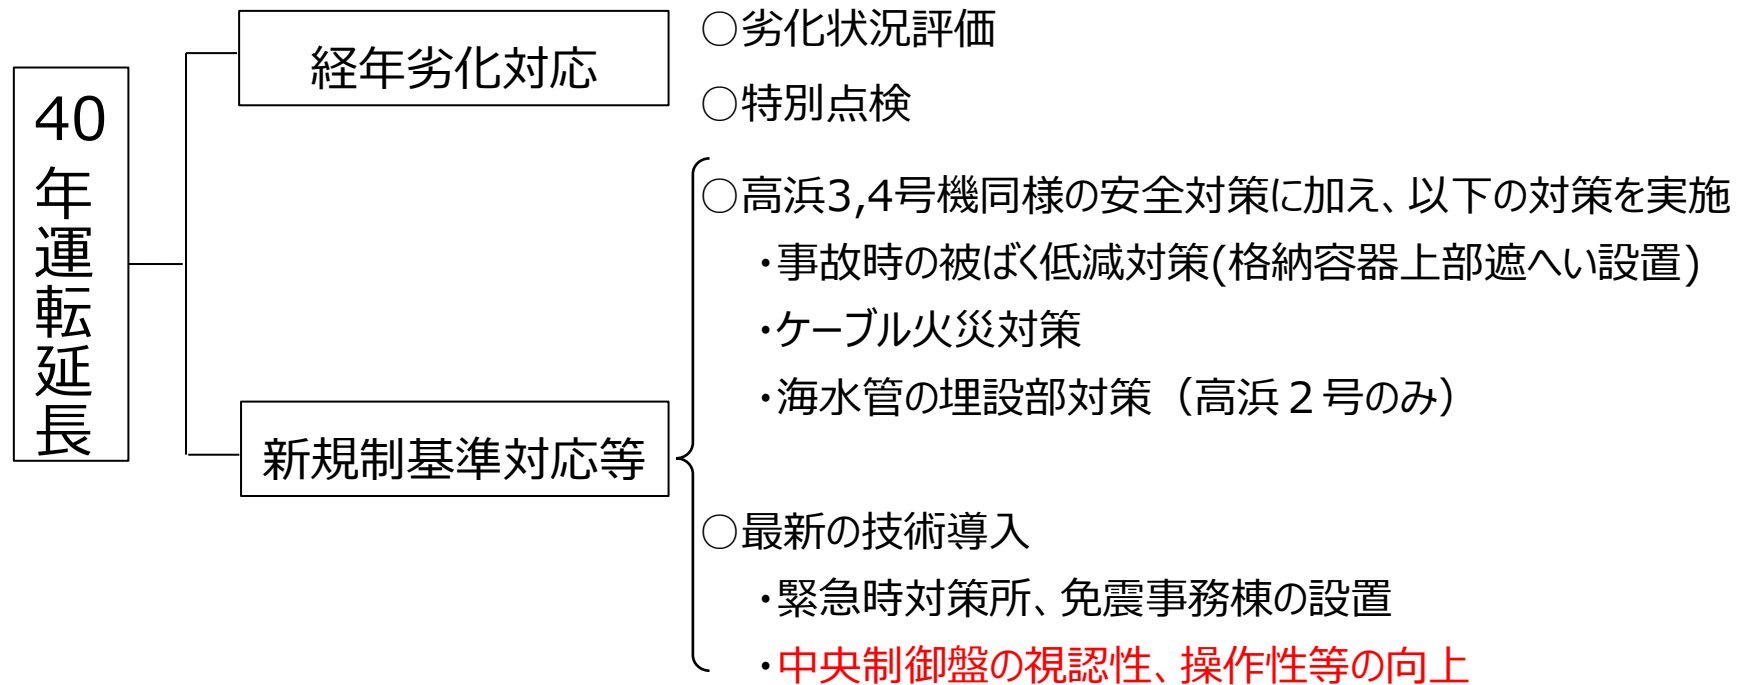 40年運転延長
経年劣化対応
○劣化状況評価
○特別点検
新規制基準対応等
○高浜3,4号機同様の安全対策に加え、以下の対策を実施
・事故時の被ばく低減対策(格納容器上部遮へい設置)
・ケーブル火災対策
・海水管の埋設部対策（高浜２号のみ）
○最新の技術導入
・緊急時対策所、免震事務棟の設置
・中央制御盤の視認性、操作性等の向上